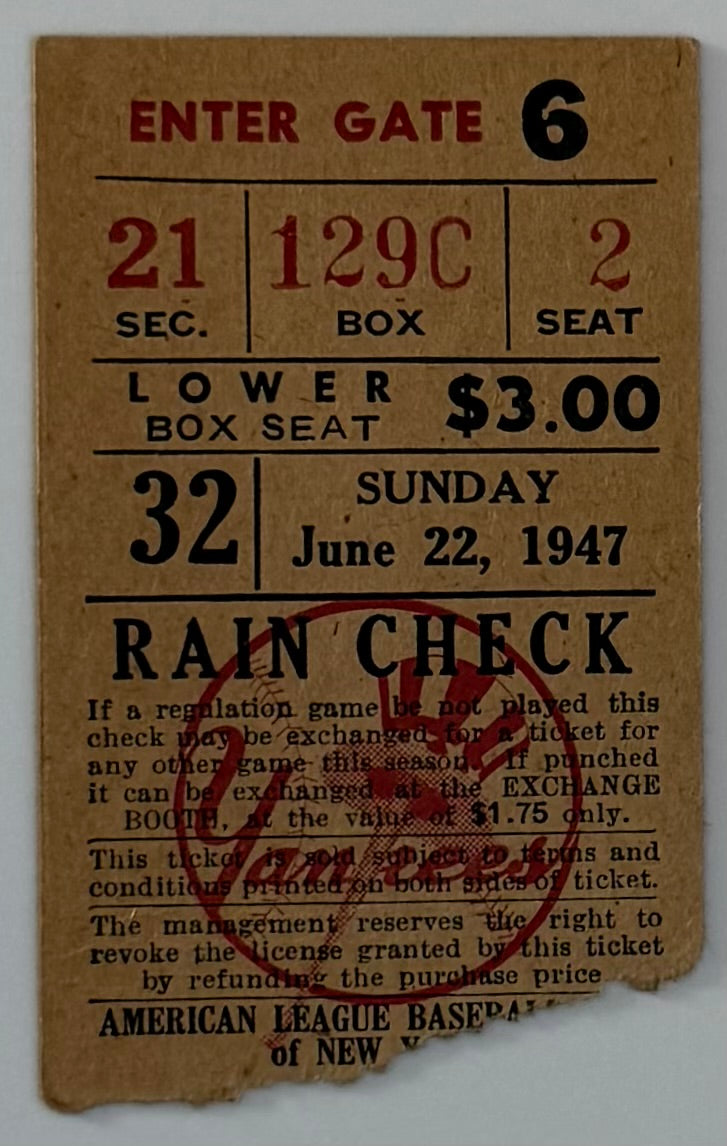 ENTER GATE 6
21 129C 2
SEC. BOX SEAT
LOWER $3.00
BOX SEAT
32 SUNDAY
June 22, 1947
RAIN CHECK
If a regulation game be not played this
check may be exchanged for a ticket for
any other game this season. If punched
it can be exchanged at the EXCHANGE
BOOTH, at the value of $1.75 only.
Yankees
This ticket is sold subject to terms and
conditions printed on both sides of ticket.
The management reserves the right to
revoke the license granted by this ticket
by refunding the purchase price
AMERICAN LEAGUE BASEBA
of NEW Y